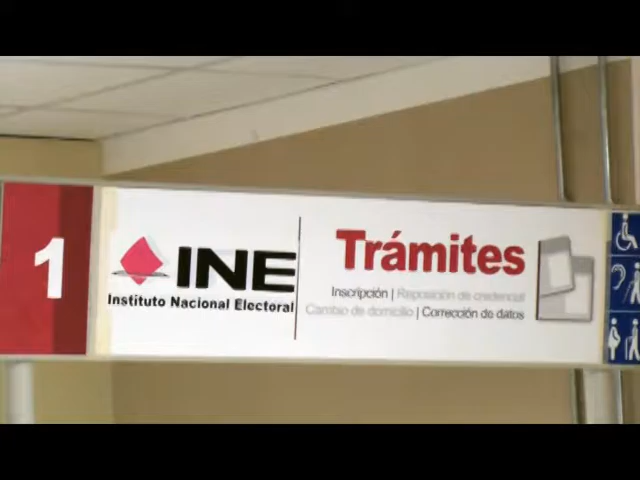 1
INE
Instituto Nacional Electoral
Trámites
Inscripción | Reposición de credencial
Cambio de domicilio | Corrección de datos